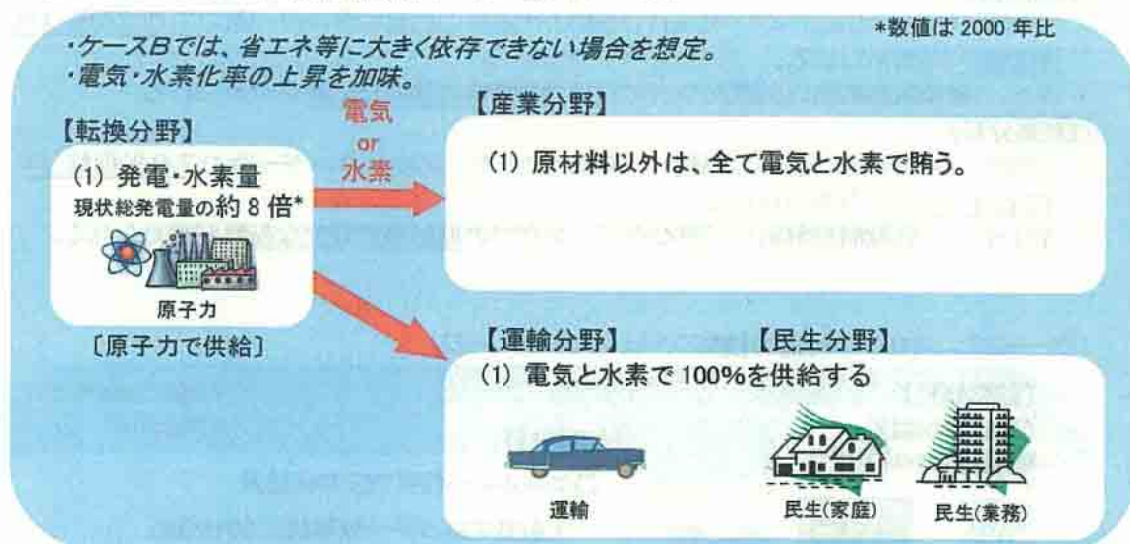 *数値は 2000 年比
・ケースBでは、省エネ等に大きく依存できない場合を想定。
・電気・水素化率の上昇を加味。
【転換分野】
(1) 発電・水素量
現状総発電量の約 8 倍*
原子力
〔原子力で供給〕
電気
or
水素
【産業分野】
(1) 原材料以外は、全て電気と水素で賄う。
【運輸分野】
【民生分野】
(1) 電気と水素で 100%を供給する
運輸
民生(家庭)
民生(業務)